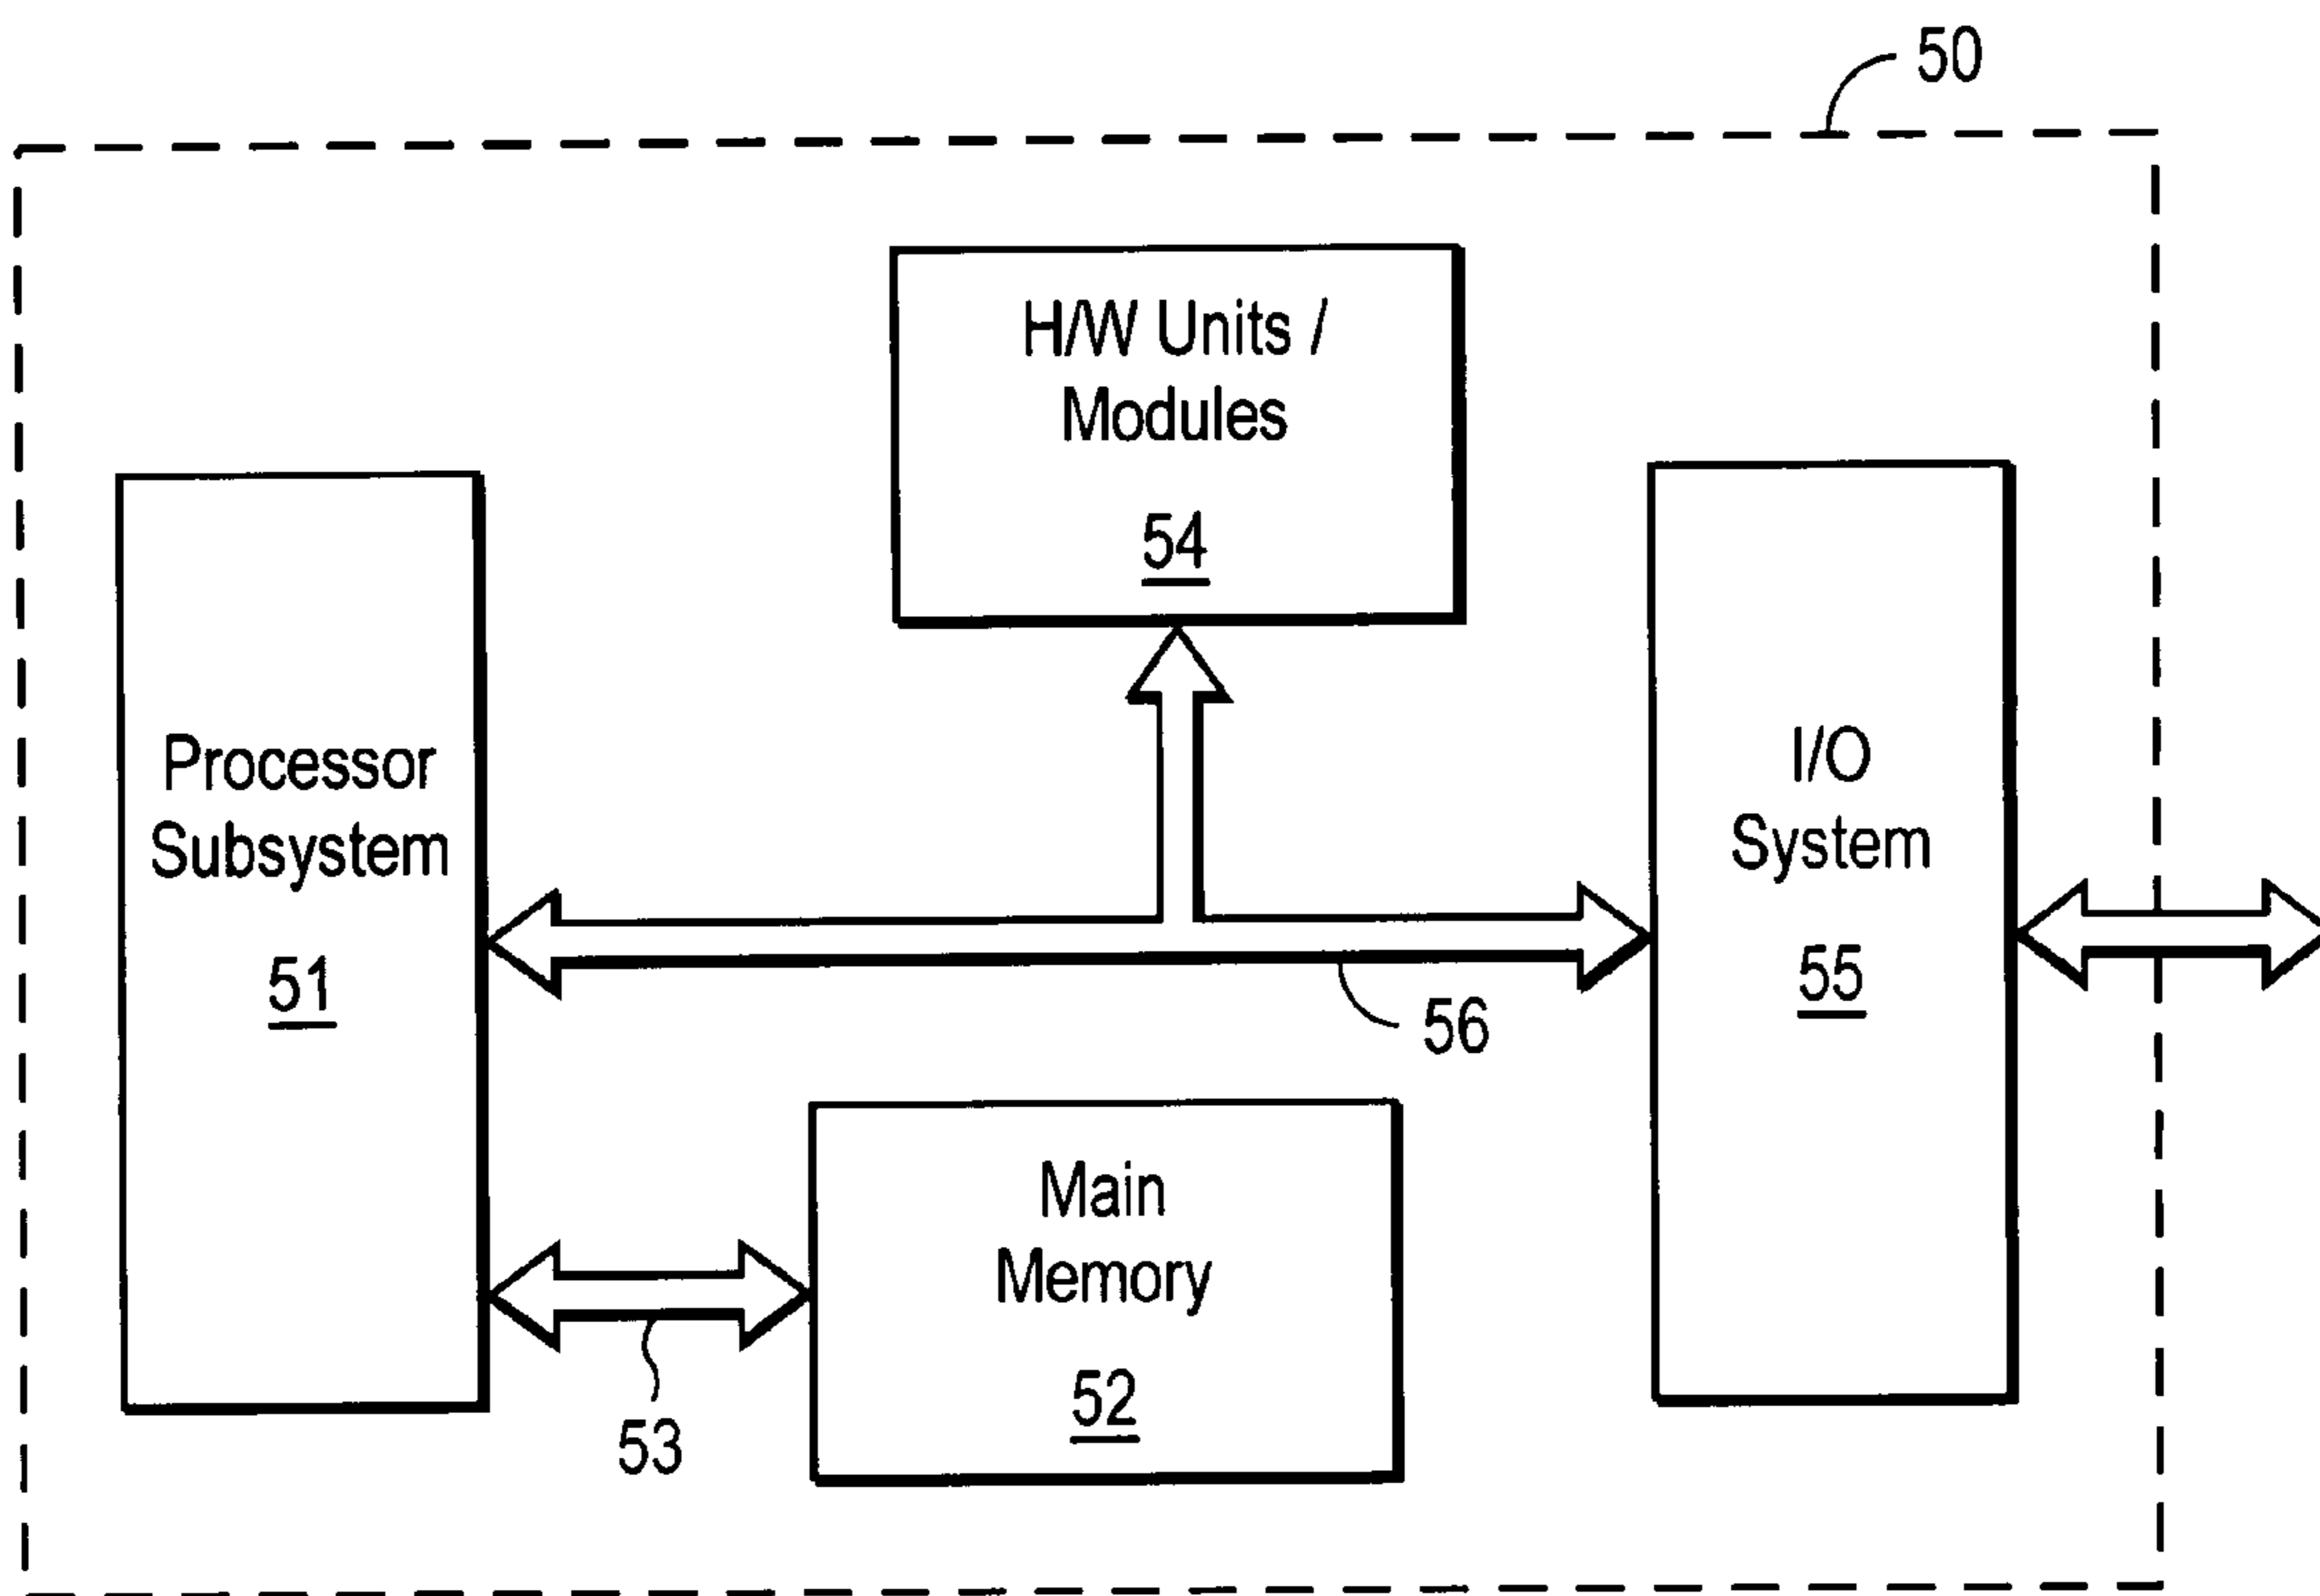 50
H/W Units /
Modules
54
Processor
Subsystem
51
I/O
System
55
56
Main
Memory
52
53